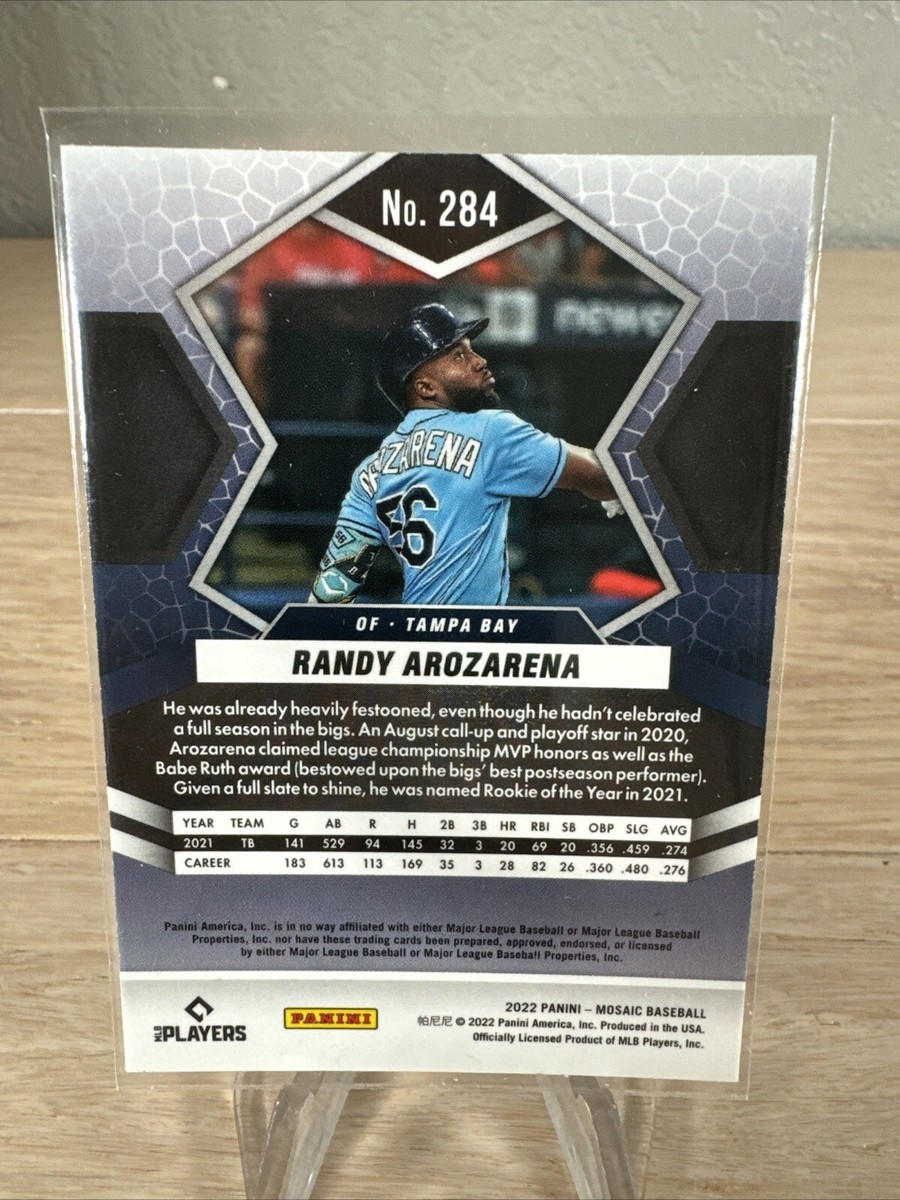 No. 284
newe
AROZARENA
56
56
OF · TAMPA BAY
RANDY AROZARENA
He was already heavily festooned, even though he hadn't celebrated
a full season in the bigs. An August call-up and playoff star in 2020,
Arozarena claimed league championship MVP honors as well as the
Babe Ruth award (bestowed upon the bigs' best postseason performer).
Given a full slate to shine, he was named Rookie of the Year in 2021.
YEAR TEAM G AB R H 2B 3B HR RBI SB OBP SLG AVG
2021 TB 141 529 94 145 32 3 20 69 20 .356 .459 .274
CAREER 183 613 113 169 35 3 28 82 26 .360 .480 .276
Panini America, Inc. is in no way affiliated with either Major League Baseball or Major League Baseball
Properties, Inc. nor have these trading cards been prepared, approved, endorsed, or licensed
by either Major League Baseball or Major League Baseball Properties, Inc.
MLB PLAYERS
PANINI
2022 PANINI – MOSAIC BASEBALL
帕尼尼 © 2022 Panini America, Inc. Produced in the USA.
Officially Licensed Product of MLB Players, Inc.